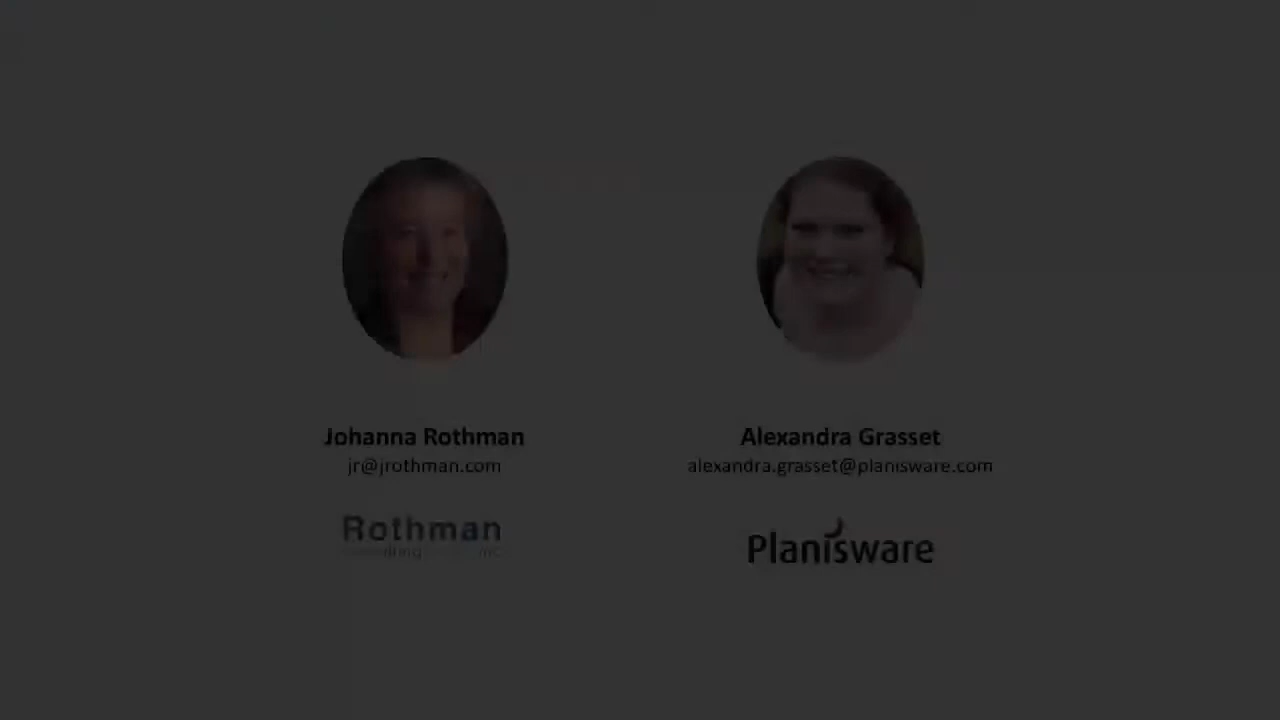 Johanna Rothman
jr@jrothman.com
Rothman
Alexandra Grasset
alexandra.grasset@planisware.com
Planisware